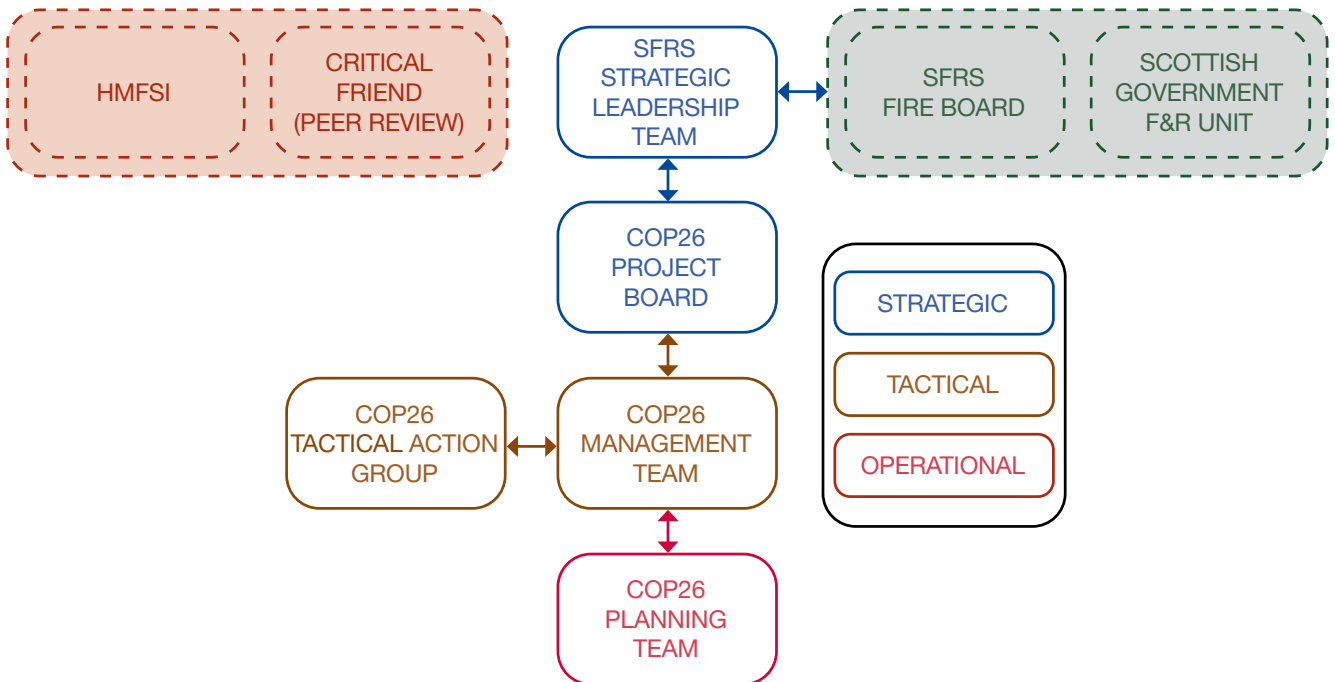 HMFSI
CRITICAL
FRIEND
(PEER REVIEW)
SFRS
STRATEGIC
LEADERSHIP
TEAM
SFRS
FIRE BOARD
SCOTTISH
GOVERNMENT
F&R UNIT
COP26
PROJECT
BOARD
STRATEGIC
TACTICAL
OPERATIONAL
COP26
TACTICAL ACTION
GROUP
COP26
MANAGEMENT
TEAM
COP26
PLANNING
TEAM